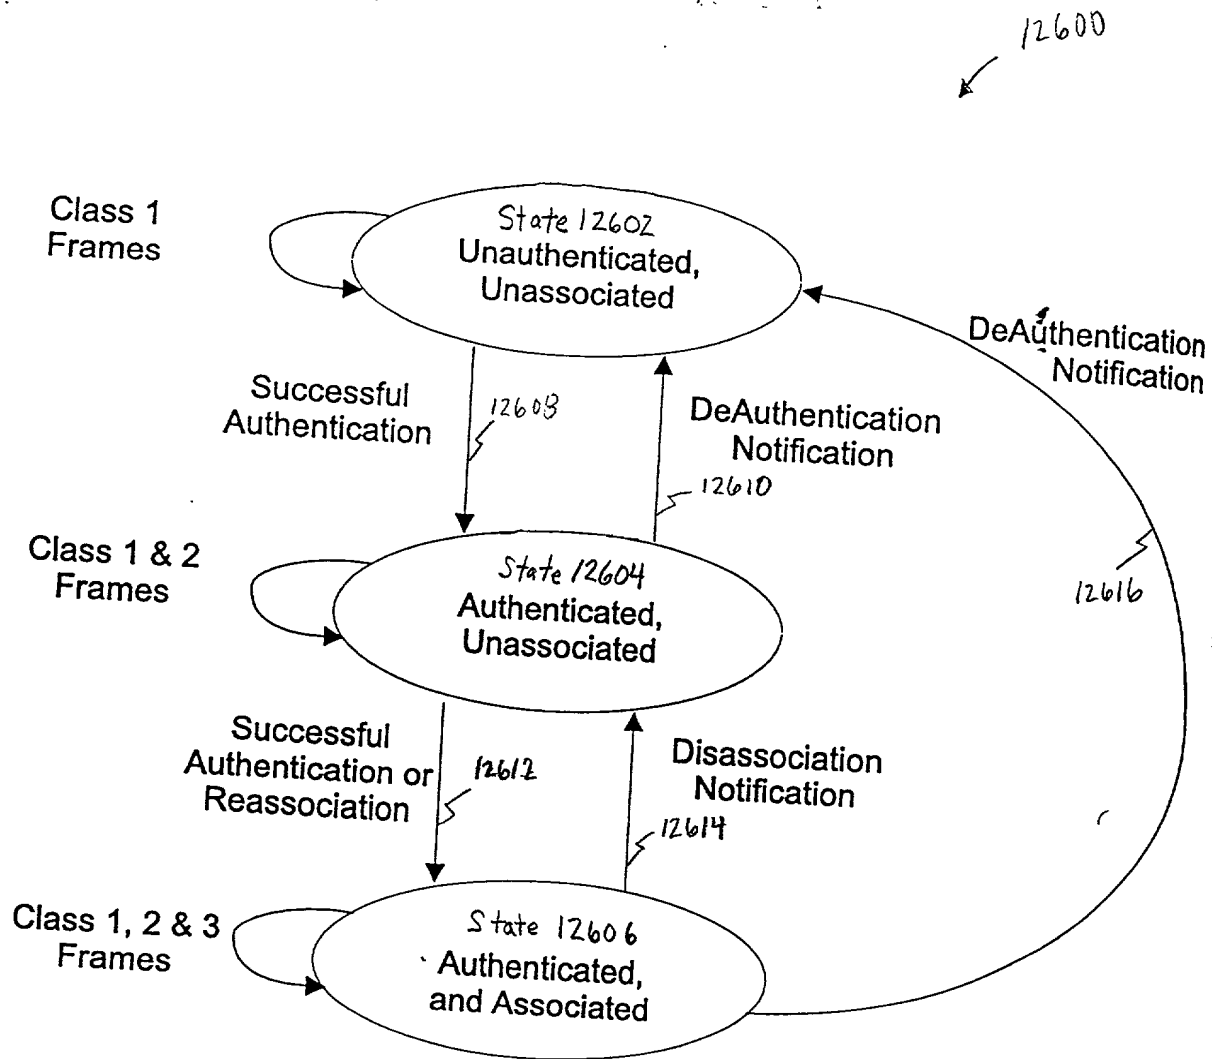 12600
Class 1
Frames
State 12602
Unauthenticated,
Unassociated
DeAuthentication
Notification
Successful
Authentication
12608
DeAuthentication
Notification
12610
Class 1 & 2
Frames
State 12604
Authenticated,
Unassociated
12616
Successful
Authentication or
Reassociation
12612
Disassociation
Notification
12614
Class 1, 2 & 3
Frames
State 12606
Authenticated,
and Associated